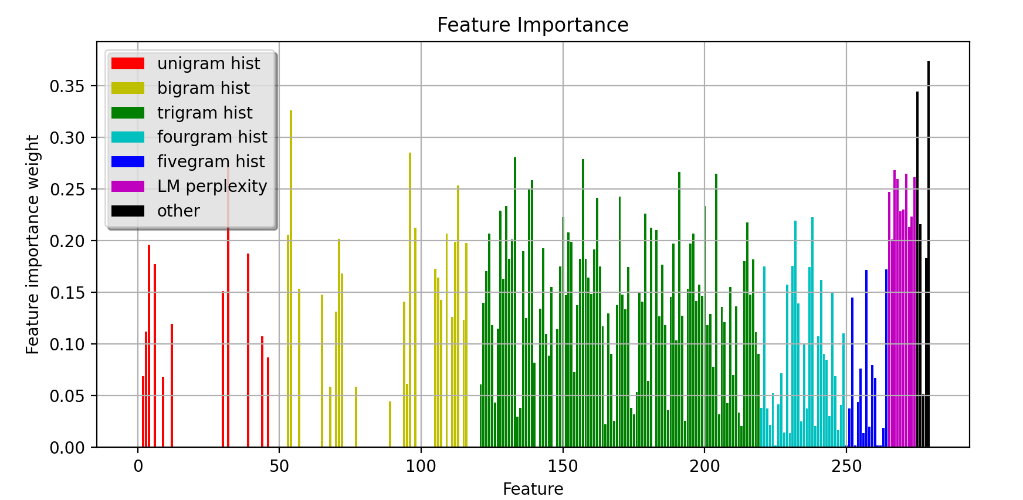 Feature Importance
Feature importance weight
0.35
0.30
0.25
0.20
0.15
0.10
0.05
0.00
unigram hist
bigram hist
trigram hist
fourgram hist
fivegram hist
LM perplexity
other
0 50 100 150 200 250
Feature